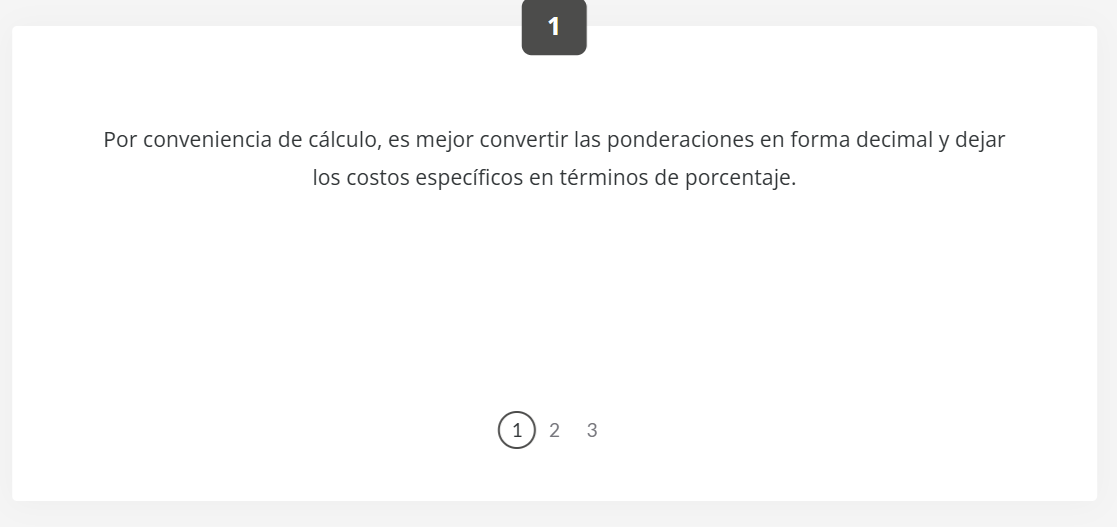 1
Por conveniencia de cálculo, es mejor convertir las ponderaciones en forma decimal y dejar
los costos específicos en términos de porcentaje.
1 2 3